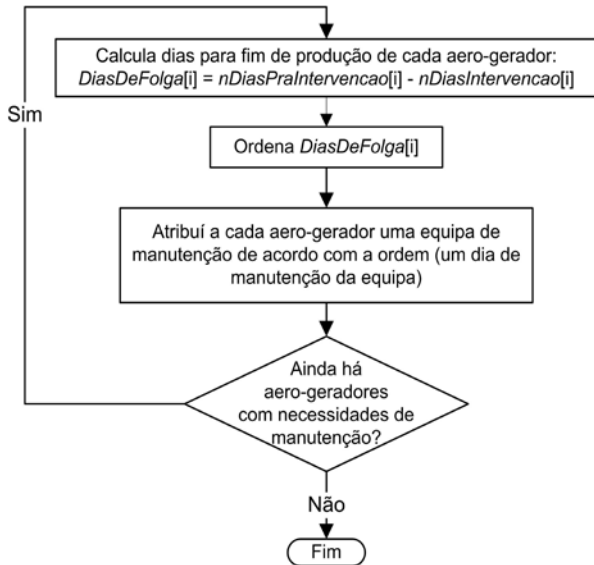 Calcula dias para fim de produção de cada aero-gerador:
DiasDeFolga[i] = nDiasPraIntervencao[i] - nDiasIntervencao[i]
Sim
Ordena DiasDeFolga[i]
Atribuí a cada aero-gerador uma equipa de
manutenção de acordo com a ordem (um dia de
manutenção da equipa)
Ainda há
aero-geradores
com necessidades de
manutenção?
Não
Fim